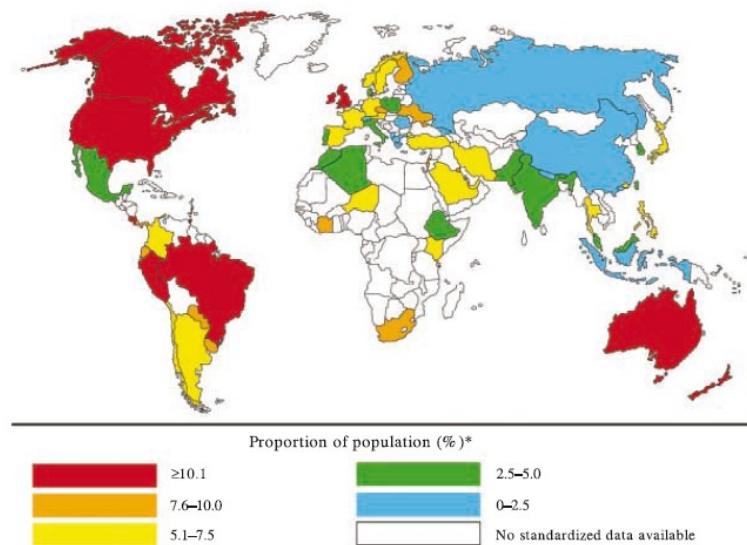 Proportion of population (%)*
≥10.1
7.6–10.0
5.1–7.5
2.5–5.0
0–2.5
No standardized data available